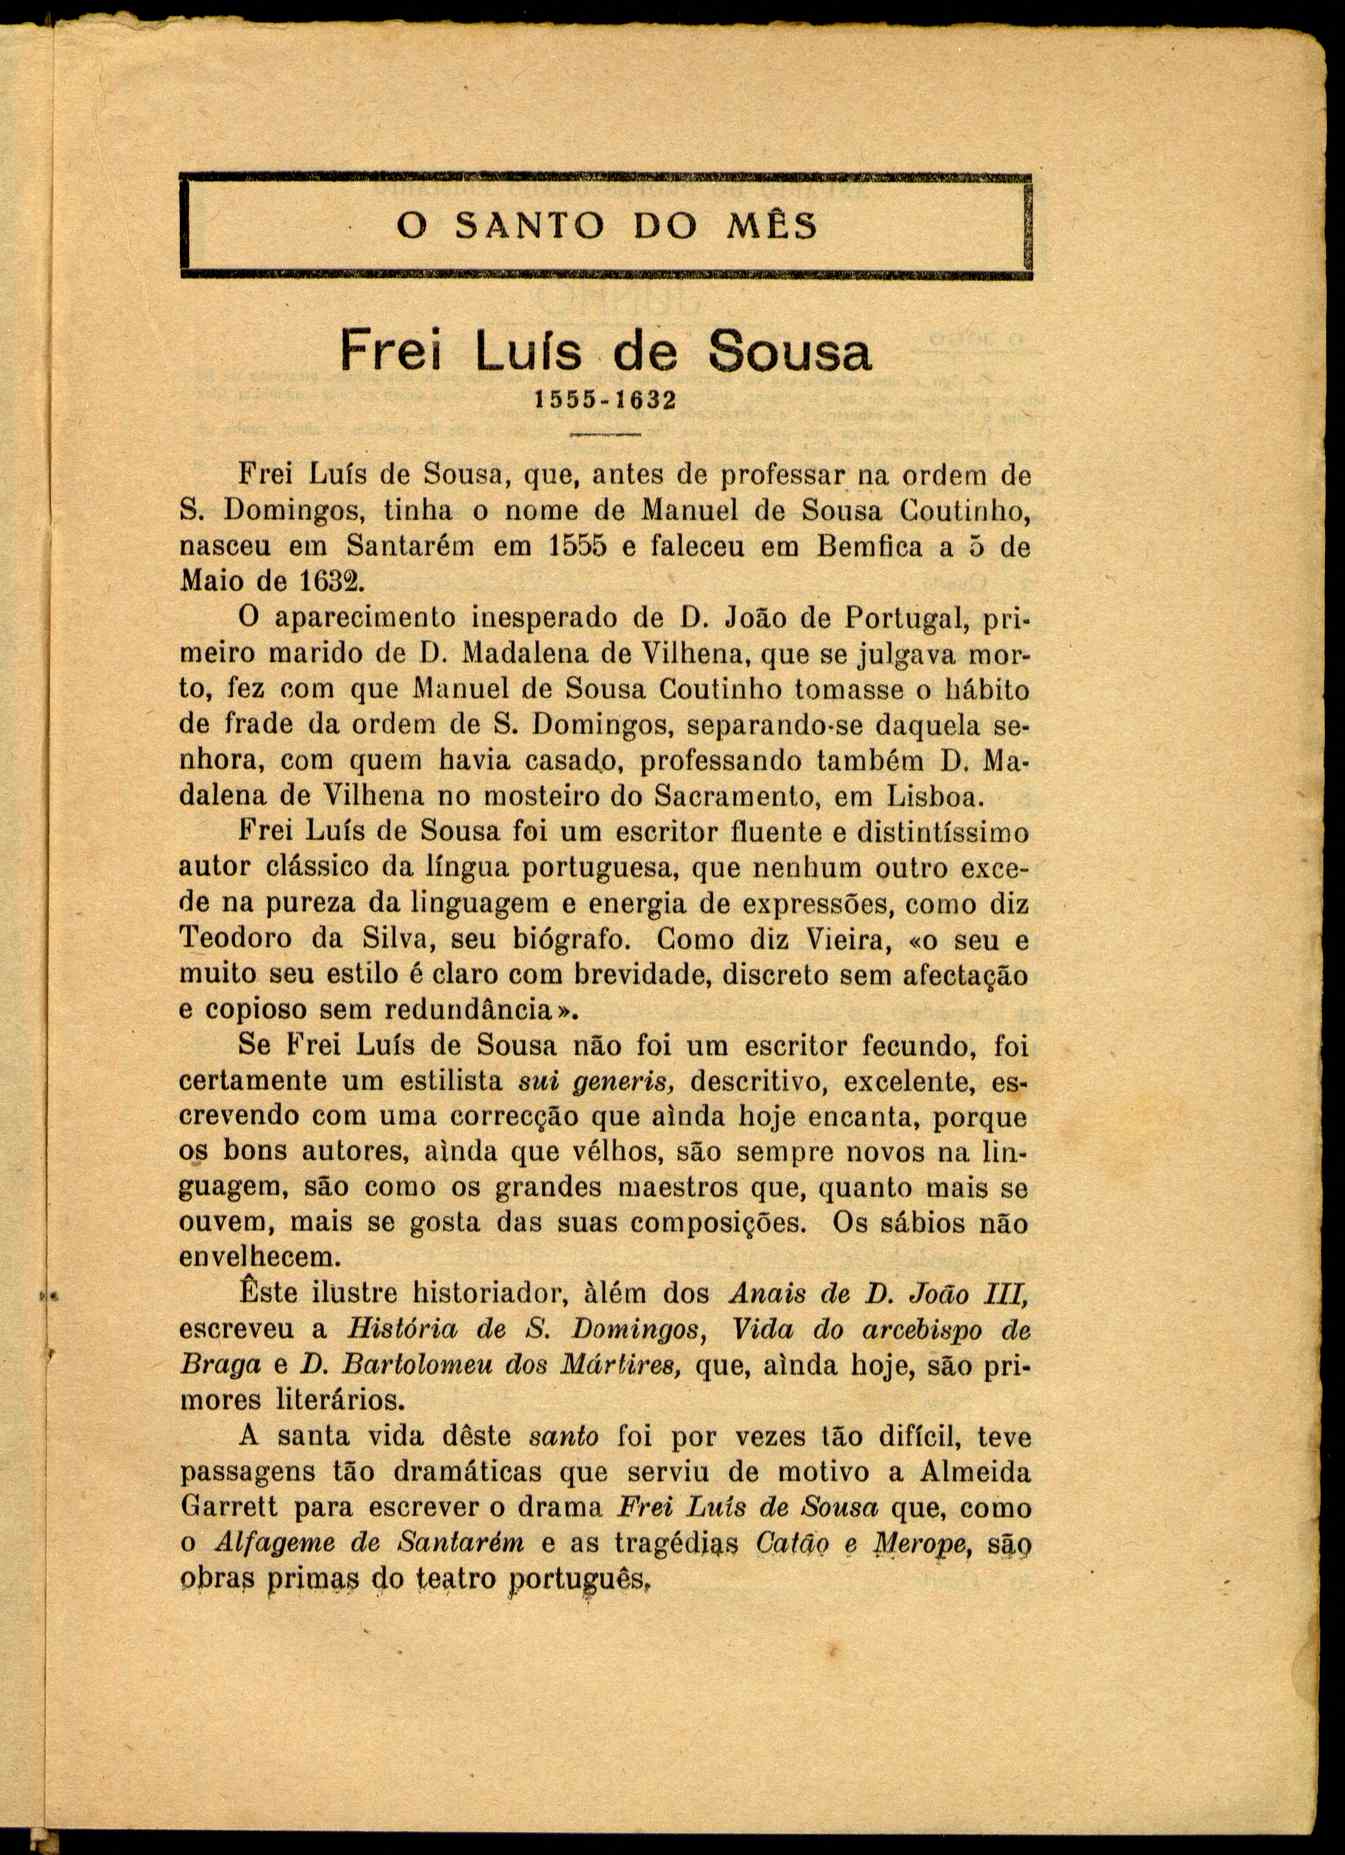 O SANTO DO MÊS
Frei Luís de Sousa
1555-1632
Frei Luís de Sousa, que, antes de professar na ordem de
S. Domingos, tinha o nome de Manuel de Sousa Coutinho,
nasceu em Santarém em 1555 e faleceu em Bemfica a 5 de
Maio de 1632.
O aparecimento inesperado de D. João de Portugal, pri-
meiro marido de D. Madalena de Vilhena, que se julgava mor-
to, fez com que Manuel de Sousa Coutinho tomasse o hábito
de frade da ordem de S. Domingos, separando-se daquela se-
nhora, com quem havia casado, professando também D. Ma-
dalena de Vilhena no mosteiro do Sacramento, em Lisboa.
Frei Luís de Sousa foi um escritor fluente e distintíssimo
autor clássico da língua portuguesa, que nenhum outro exce-
de na pureza da linguagem e energia de expressões, como diz
Teodoro da Silva, seu biógrafo. Como diz Vieira, «o seu e
muito seu estilo é claro com brevidade, discreto sem afectação
e copioso sem redundância».
Se Frei Luís de Sousa não foi um escritor fecundo, foi
certamente um estilista sui generis, descritivo, excelente, es-
crevendo com uma correcção que aìnda hoje encanta, porque
os bons autores, aìnda que vélhos, são sempre novos na lin-
guagem, são como os grandes maestros que, quanto mais se
ouvem, mais se gosta das suas composições. Os sábios não
envelhecem.
Êste ilustre historiador, àlém dos Anais de D. João III,
escreveu a História de S. Domingos, Vida do arcebispo de
Braga e D. Bartolomeu dos Mártires, que, aìnda hoje, são pri-
mores literários.
A santa vida dêste santo foi por vezes tão difícil, teve
passagens tão dramáticas que serviu de motivo a Almeida
Garrett para escrever o drama Frei Luís de Sousa que, como
o Alfageme de Santarém e as tragédias Catão e Merope, são
obras primas do teatro português.